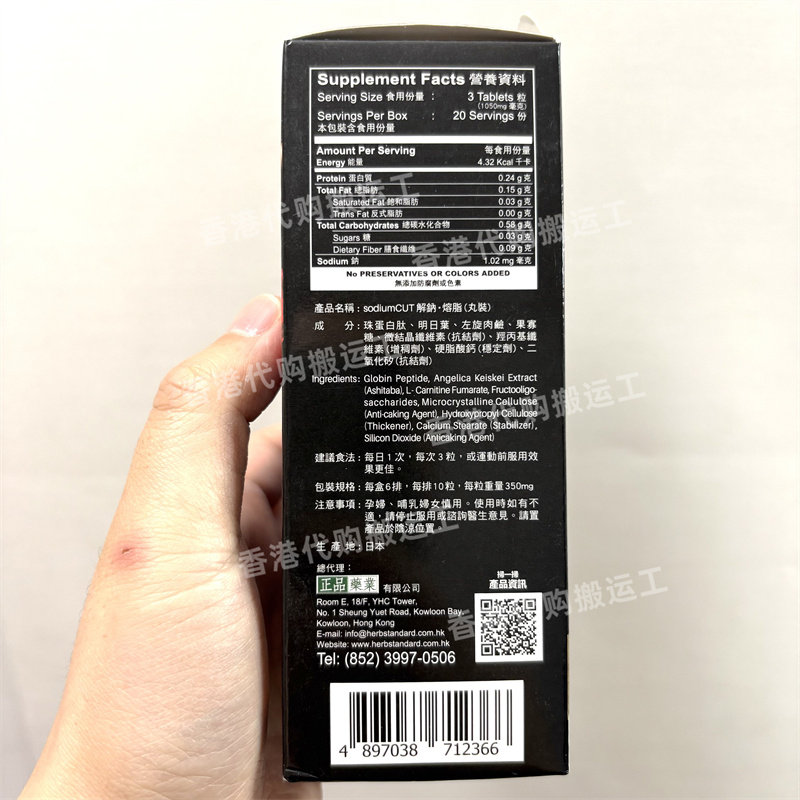 Supplement Facts 營養資料
Serving Size 食用份量 : 3 Tablets 粒
(1050mg 毫克)
Servings Per Box : 20 Servings 份
本包裝含食用份量
Amount Per Serving 每食用份量
Energy 能量 4.32 Kcal 千卡
Protein 蛋白質 0.24 g 克
Total Fat 總脂肪 0.15 g 克
Saturated Fat 飽和脂肪 0.03 g 克
Trans Fat 反式脂肪 0.00 g 克
Total Carbohydrates 總碳水化合物 0.58 g 克
Sugars 糖 0.03 g 克
Dietary Fiber 膳食纖維 0.09 g 克
Sodium 鈉 1.02 mg 毫克
No PRESERVATIVES OR COLORS ADDED
無添加防腐劑或色素
產品名稱:sodiumCUT 解鈉·熔脂(丸裝)
成 分:珠蛋白肽、明日葉、左旋肉鹼、果寡
糖、微結晶纖維素(抗結劑)、羥丙基纖
維素(增稠劑)、硬脂酸鈣(穩定劑)、二
氧化矽(抗結劑)
Ingredients: Globin Peptide, Angelica Keiskei Extract
(Ashitaba), L- Carnitine Fumarate, Fructooligo-
saccharides, Microcrystalline Cellulose
(Anti-caking Agent), Hydroxypropyl Cellulose
(Thickener), Calcium Stearate (Stabilizer),
Silicon Dioxide (Anicaking Agent)
建議食法:每日1次,每次3粒,或運動前服用效
果更佳。
包裝規格:每盒6排,每排10粒,每粒重量350mg
注意事項:孕婦、哺乳婦女慎用。使用時如有不
適,請停止服用或諮詢醫生意見。請置
產品於陰涼位置
生 產 地:日本
總代理:
正品藥業有限公司
Room E, 18/F, YHC Tower,
No. 1 Sheung Yuet Road, Kowloon Bay,
Kowloon, Hong Kong
E-mail: info@herbstandard.com.hk
Website: www.herbstandard.com.hk
Tel: (852) 3997-0506
掃一掃
產品資訊
4 897038 712366
香港代购搬运工
香港代购搬运工
香港代购搬运工
香港代购搬运工
香港代购搬运工
香港代购搬运工